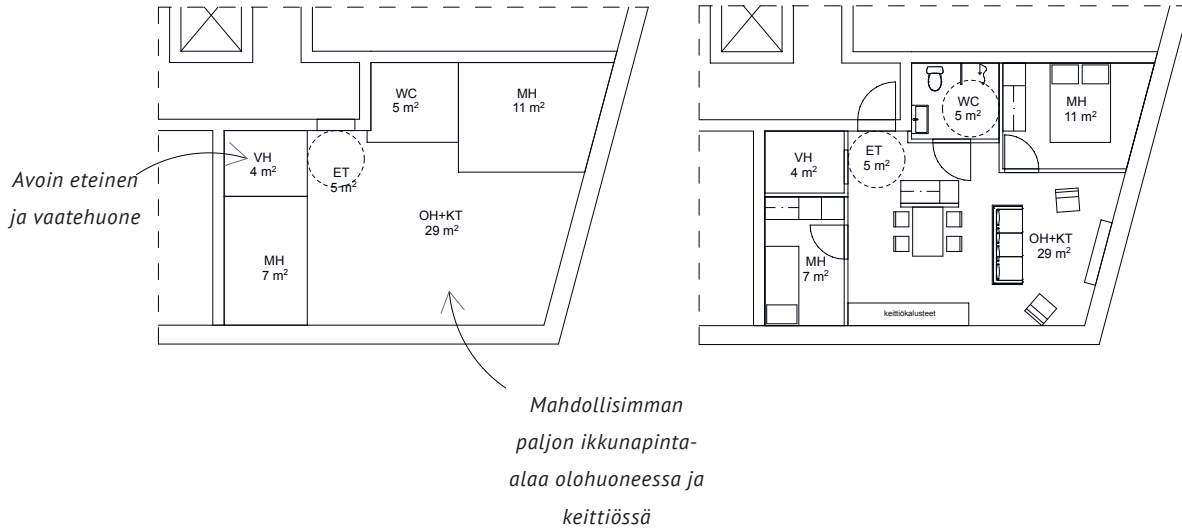 WC
5 m²
MH
11 m²
VH
4 m²
ET
5 m²
OH+KT
29 m²
MH
7 m²
Avoin eteinen
ja vaatehuone
Mahdollisimman
paljon ikkunapinta-
alaa olohuoneessa ja
keittiössä
WC
5 m²
MH
11 m²
VH
4 m²
ET
5 m²
OH+KT
29 m²
MH
7 m²
keittiökalusteet